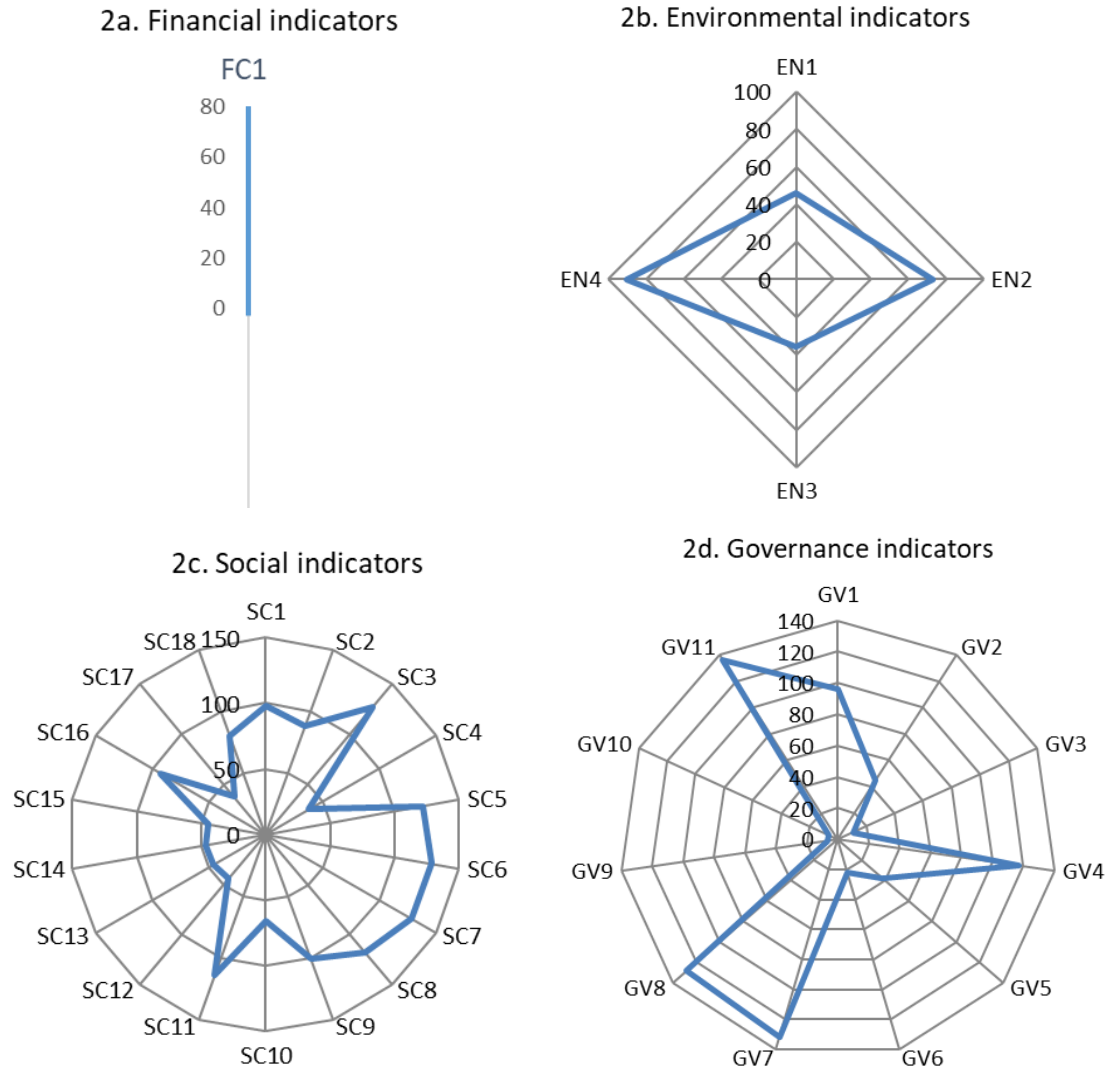 2a. Financial indicators
FC1
80
60
40
20
0
2b. Environmental indicators
EN1
100
80
60
40
20
0
EN4
EN2
EN3
2c. Social indicators
SC1
150
100
50
0
SC2
SC3
SC4
SC5
SC6
SC7
SC8
SC9
SC10
SC11
SC12
SC13
SC14
SC15
SC16
SC17
SC18
2d. Governance indicators
GV1
140
120
100
80
60
40
20
0
GV2
GV3
GV4
GV5
GV6
GV7
GV8
GV9
GV10
GV11